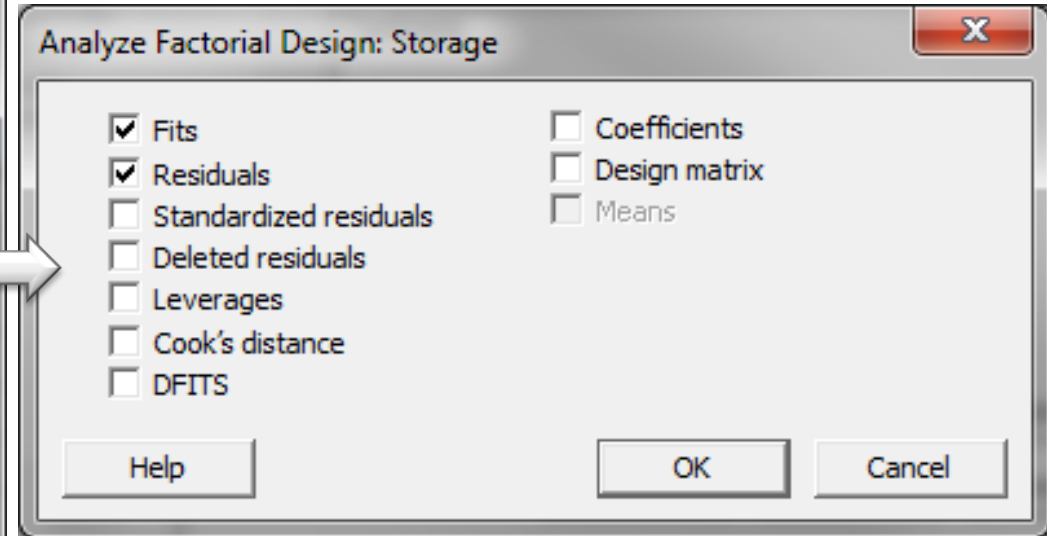 Analyze Factorial Design: Storage
Fits
Residuals
Standardized residuals
Deleted residuals
Leverages
Cook's distance
DFITS
Coefficients
Design matrix
Means
Help
OK
Cancel